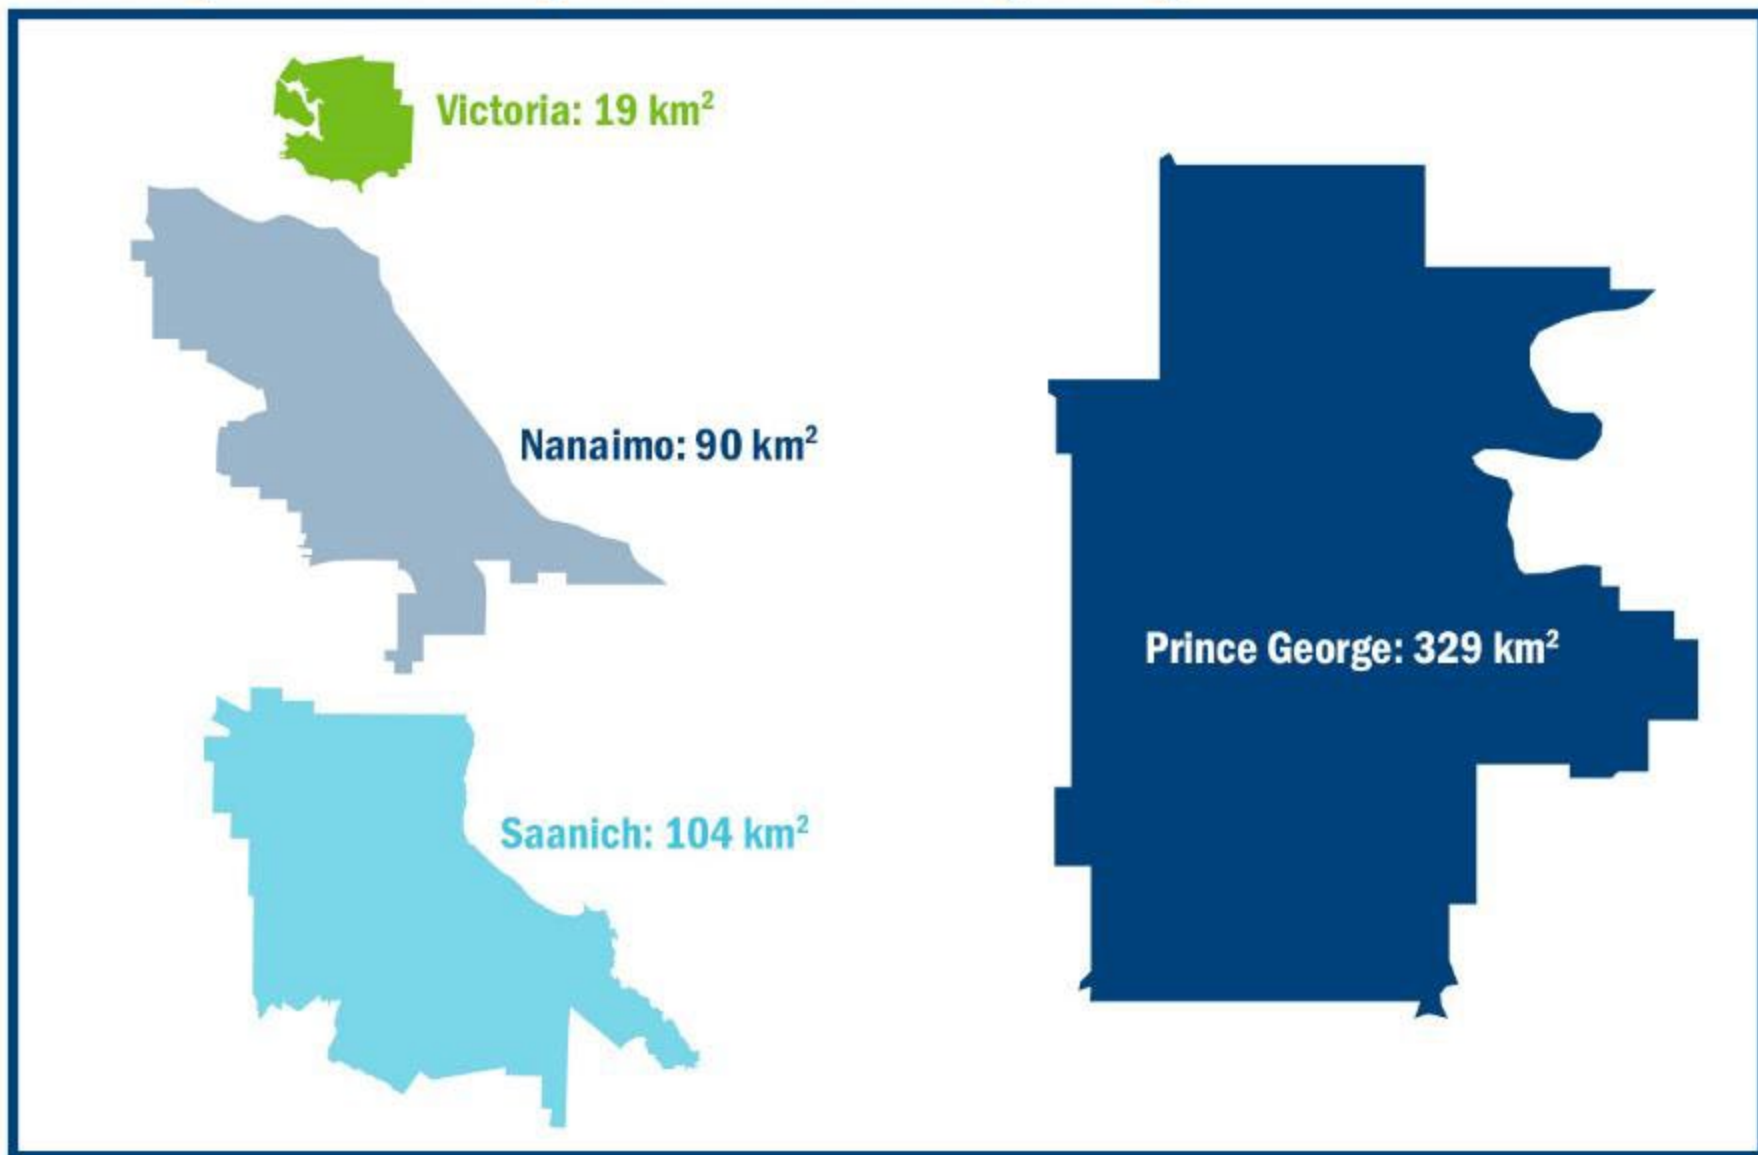 Victoria: 19 km²
Nanaimo: 90 km²
Prince George: 329 km²
Saanich: 104 km²